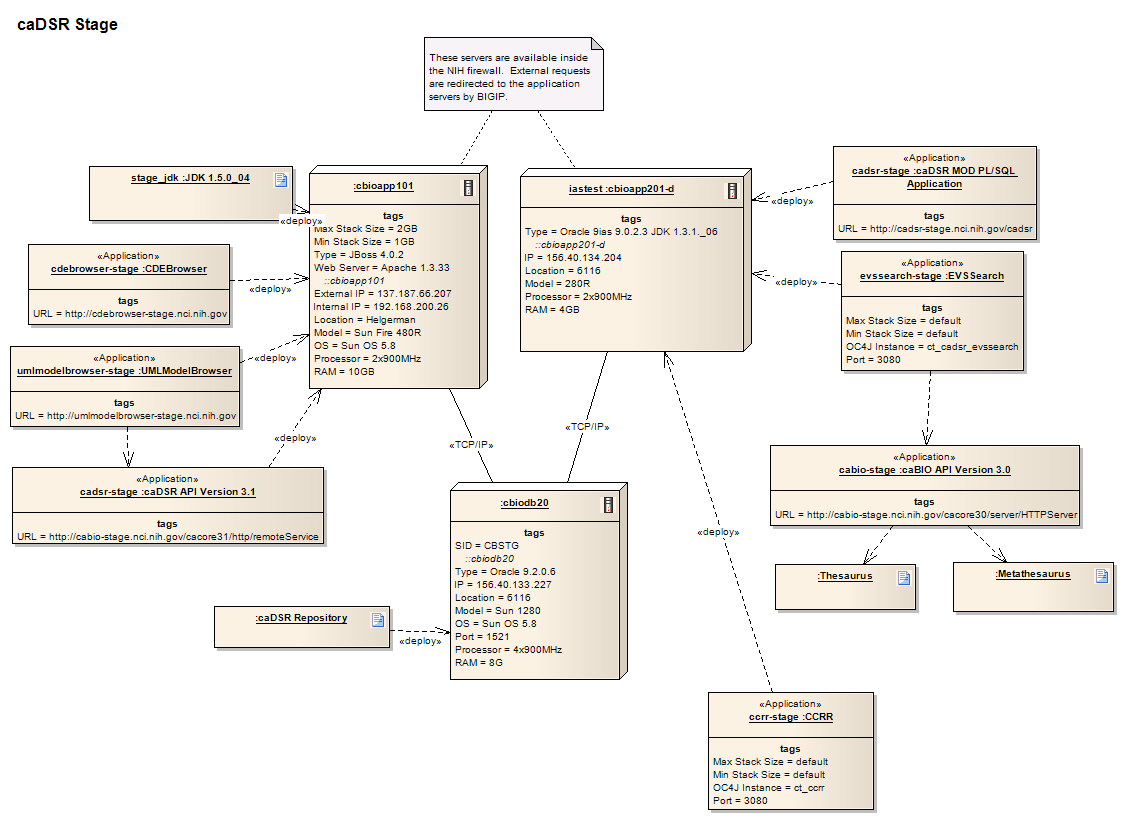 caDSR Stage
These servers are available inside
the NIH firewall.  External requests
are redirected to the application
servers by BIGIP.
stage_jdk :JDK 1.5.0_04
«deploy»
:cbioapp101
tags
Max Stack Size = 2GB
Min Stack Size = 1GB
Type = JBoss 4.0.2
Web Server = Apache 1.3.33
::cbioapp101
External IP = 137.187.66.207
Internal IP = 192.168.200.26
Location = Helgerman
Model = Sun Fire 480R
OS = Sun OS 5.8
Processor = 2x900MHz
RAM = 10GB
iastest :cbioapp201-d
tags
Type = Oracle 9ias 9.0.2.3 JDK 1.3.1._06
::cbioapp201-d
IP = 156.40.134.204
Location = 6116
Model = 280R
Processor = 2x900MHz
RAM = 4GB
«deploy»
«Application»
cadsr-stage :caDSR MOD PL/SQL
Application
tags
URL = http://cadsr-stage.nci.nih.gov/cadsr
«Application»
cdebrowser-stage :CDEBrowser
tags
URL = http://cdebrowser-stage.nci.nih.gov
«deploy»
«deploy»
«Application»
evssearch-stage :EVSSearch
tags
Max Stack Size = default
Min Stack Size = default
OC4J Instance = ct_cadsr_evssearch
Port = 3080
«Application»
umlmodelbrowser-stage :UMLModelBrowser
tags
URL = http://umlmodelbrowser-stage.nci.nih.gov
«deploy»
«deploy»
«TCP/IP»
«TCP/IP»
«Application»
cadsr-stage :caDSR API Version 3.1
tags
URL = http://cabio-stage.nci.nih.gov/cacore31/http/remoteService
«Application»
cabio-stage :caBIO API Version 3.0
tags
URL = http://cabio-stage.nci.nih.gov/cacore30/server/HTTPServer
:cbiodb20
tags
SID = CBSTG
::cbiodb20
Type = Oracle 9.2.0.6
IP = 156.40.133.227
Location = 6116
Model = Sun 1280
OS = Sun OS 5.8
Port = 1521
Processor = 4x900MHz
RAM = 8G
«deploy»
:Thesaurus
:Metathesaurus
:caDSR Repository
«deploy»
«Application»
ccrr-stage :CCRR
tags
Max Stack Size = default
Min Stack Size = default
OC4J Instance = ct_ccrr
Port = 3080